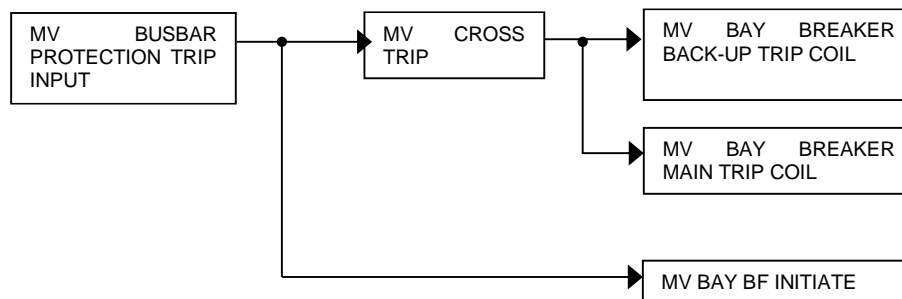 MV BUSBAR
PROTECTION TRIP
INPUT
MV CROSS
TRIP
MV BAY BREAKER
BACK-UP TRIP COIL
MV BAY BREAKER
MAIN TRIP COIL
MV BAY BF INITIATE